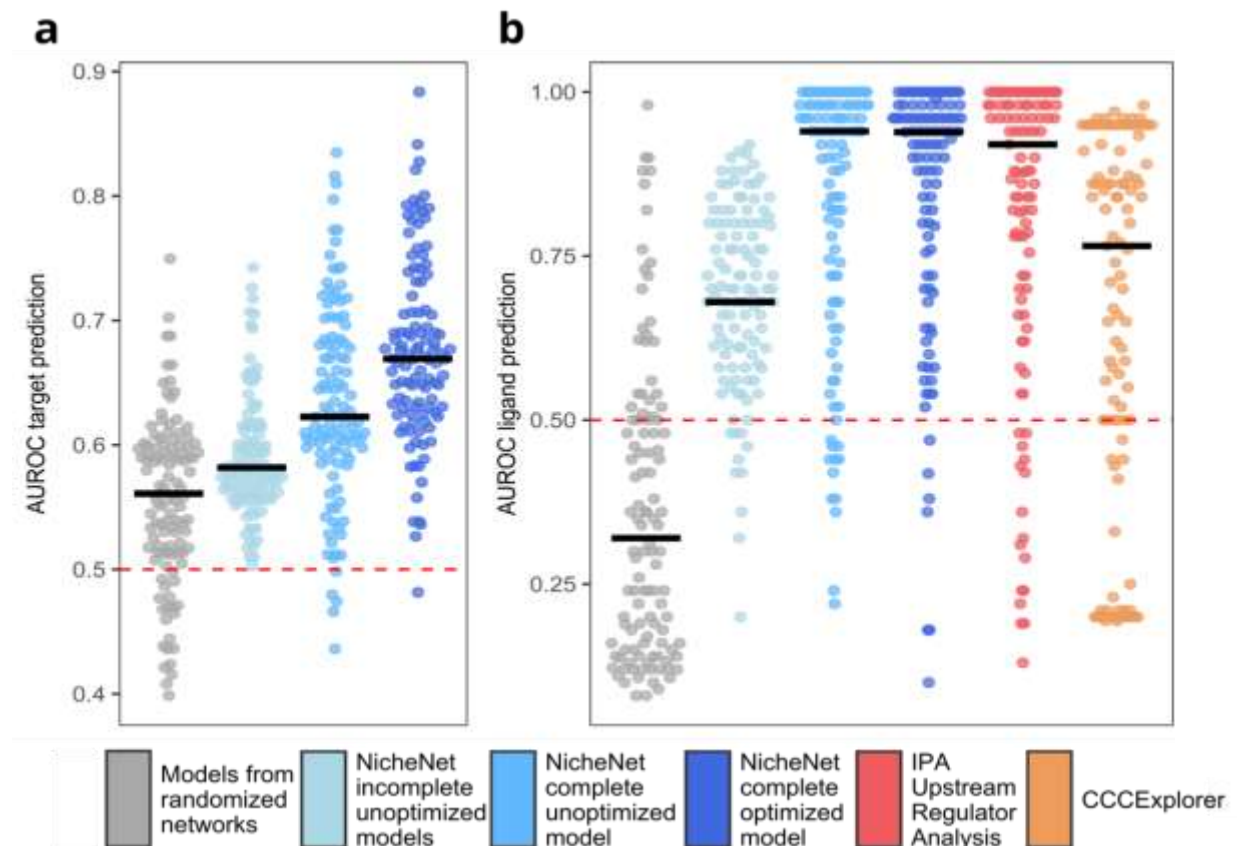 a
b
AUROC target prediction
0.9
0.8
0.7
0.6
0.5
0.4
AUROC ligand prediction
1.00
0.75
0.50
0.25
Models from
randomized
networks
NicheNet
incomplete
unoptimized
models
NicheNet
complete
unoptimized
model
NicheNet
complete
optimized
model
IPA
Upstream
Regulator
Analysis
CCCExplorer